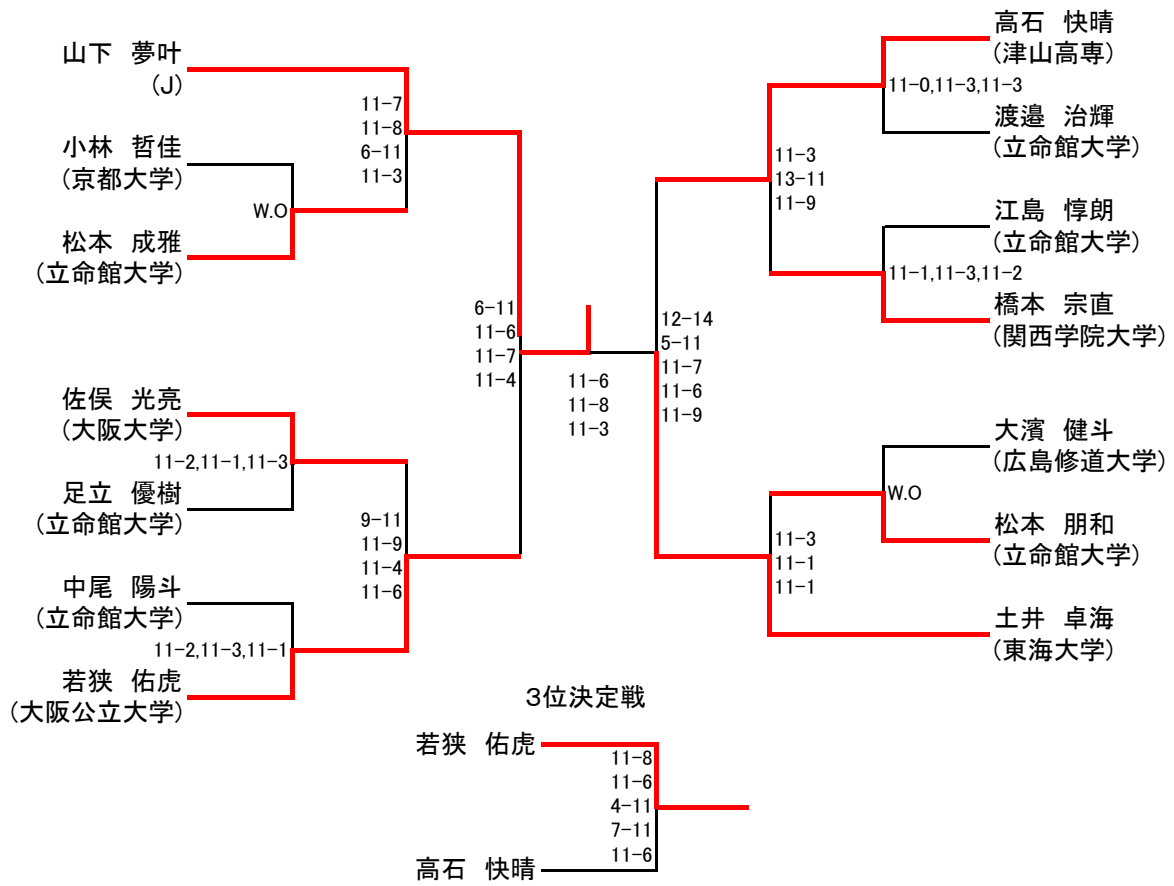 山下 夢叶
(J)
小林 哲佳
(京都大学)
松本 成雅
(立命館大学)
W.O
11-7
11-8
6-11
11-3
佐俣 光亮
(大阪大学)
11-2,11-1,11-3
足立 優樹
(立命館大学)
中尾 陽斗
(立命館大学)
11-2,11-3,11-1
若狭 佑虎
(大阪公立大学)
9-11
11-9
11-4
11-6
6-11
11-6
11-7
11-4
11-6
11-8
11-3
12-14
5-11
11-7
11-6
11-9
高石 快晴
(津山高専)
11-0,11-3,11-3
渡邉 治輝
(立命館大学)
11-3
13-11
11-9
江島 惇朗
(立命館大学)
11-1,11-3,11-2
橋本 宗直
(関西学院大学)
大濱 健斗
(広島修道大学)
W.O
松本 朋和
(立命館大学)
11-3
11-1
11-1
土井 卓海
(東海大学)
3位決定戦
若狭 佑虎
11-8
11-6
4-11
7-11
11-6
高石 快晴